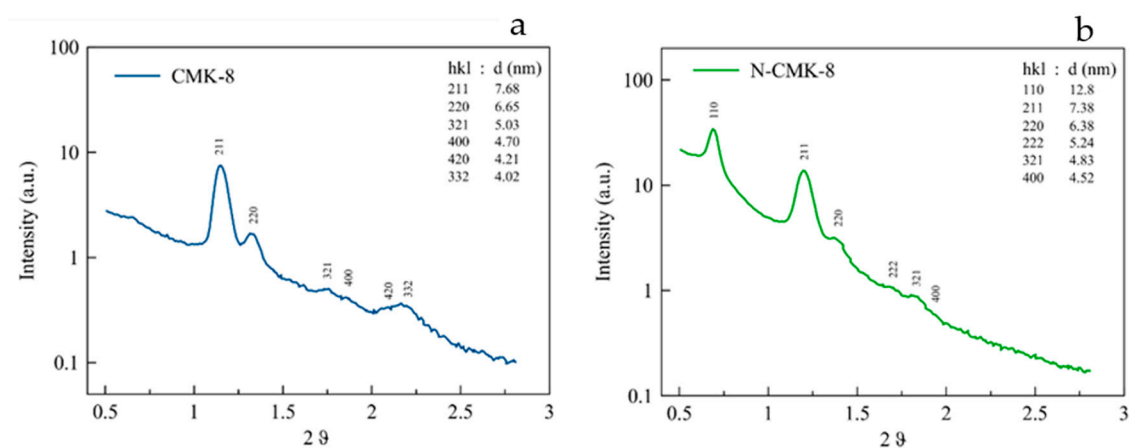 a
CMK-8
hkl : d (nm)
211 7.68
220 6.65
321 5.03
400 4.70
420 4.21
332 4.02
100
10
1
0.1
Intensity (a.u.)
211
220
321
400
420
332
0.5 1 1.5 2 2.5 3
2 ϑ
b
N-CMK-8
hkl : d (nm)
110 12.8
211 7.38
220 6.38
222 5.24
321 4.83
400 4.52
100
10
1
0.1
Intensity (a.u.)
110
211
220
222
321
400
0.5 1 1.5 2 2.5 3
2 ϑ